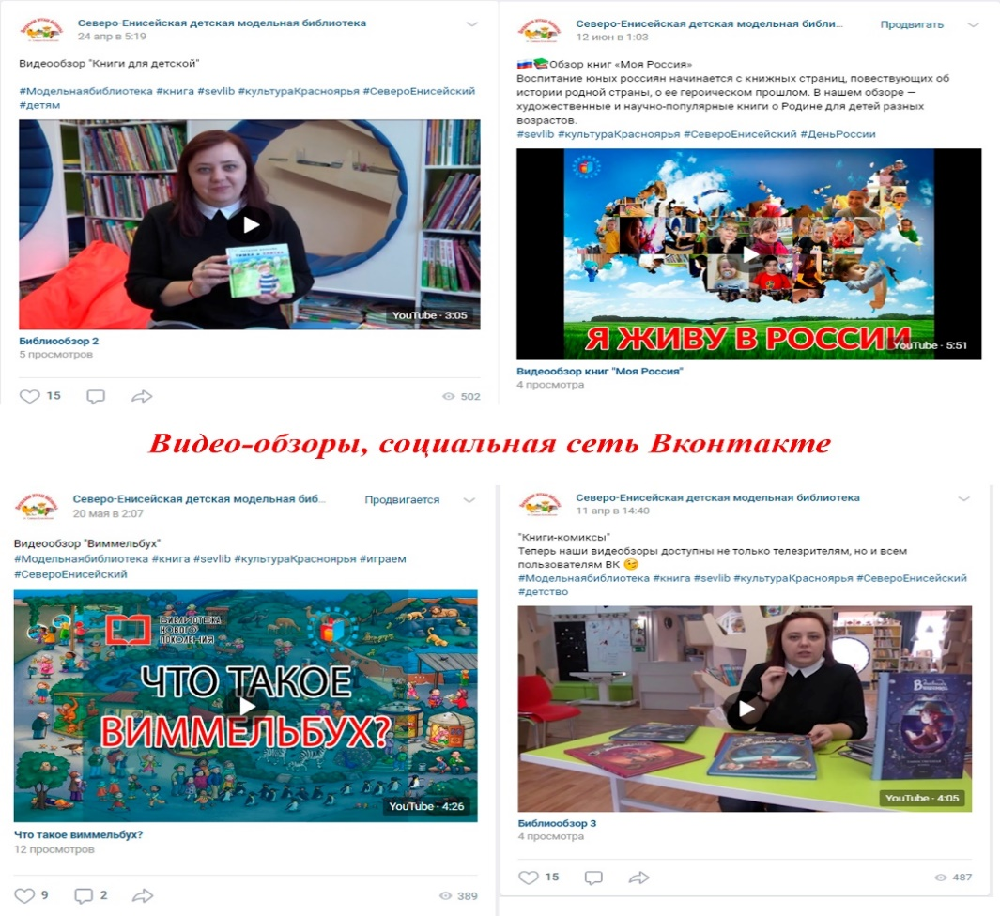 Северо-Енисейская детская модельная библиотека
24 апр в 5:19
Видеообзор "Книги для детской"
#Модельнаябиблиотека #книга #sevlib #культураКрасноярья #СевероЕнисейский
#детям
YouTube · 3:05
Библиообзор 2
5 просмотров
15
502
Северо-Енисейская детская модельная библи...
Продвигать
12 июн в 1:03
Обзор книг «Моя Россия»
Воспитание юных россиян начинается с книжных страниц, повествующих об
истории родной страны, о ее героическом прошлом. В нашем обзоре —
художественные и научно-популярные книги о Родине для детей разных
возрастов.
#sevlib #культураКрасноярья #СевероЕнисейский #ДеньРоссии
Я ЖИВУ В РОССИИ
YouTube · 5:51
Видеообзор книг "Моя Россия"
4 просмотра
Видео-обзоры, социальная сеть Вконтакте
Северо-Енисейская детская модельная биб...
Продвигается
20 мая в 2:07
Видеообзор "Виммельбух"
#Модельнаябиблиотека #книга #sevlib #культураКрасноярья #играем
#СевероЕнисейский
БИБЛИОТЕКА
НОВОГО
ПОКОЛЕНИЯ
ЧТО ТАКОЕ
ВИММЕЛЬБУХ?
YouTube · 4:26
Что такое виммельбух?
12 просмотров
9
2
389
Северо-Енисейская детская модельная библиотека
11 апр в 14:40
"Книги-комиксы"
Теперь наши видеобзоры доступны не только телезрителям, но и всем
пользователям ВК
#Модельнаябиблиотека #книга #sevlib #культураКрасноярья #СевероЕнисейский
#детство
YouTube · 4:05
Библиообзор 3
4 просмотра
15
487